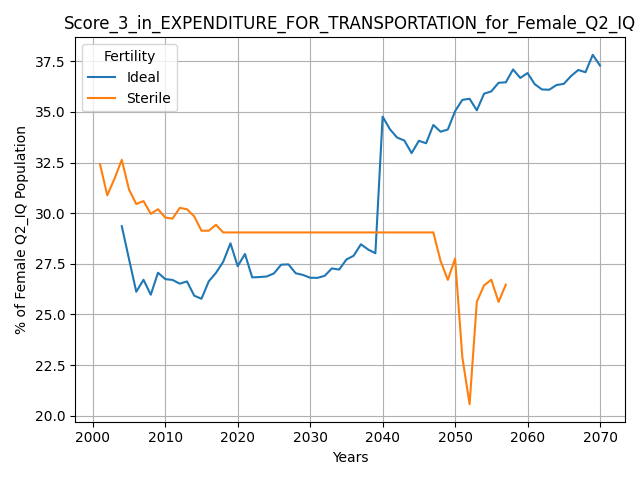 Score_3_in_EXPENDITURE_FOR_TRANSPORTATION_for_Female_Q2_IQ
Fertility
Ideal
Sterile
% of Female Q2_IQ Population
37.5
35.0
32.5
30.0
27.5
25.0
22.5
20.0
2000 2010 2020 2030 2040 2050 2060 2070
Years